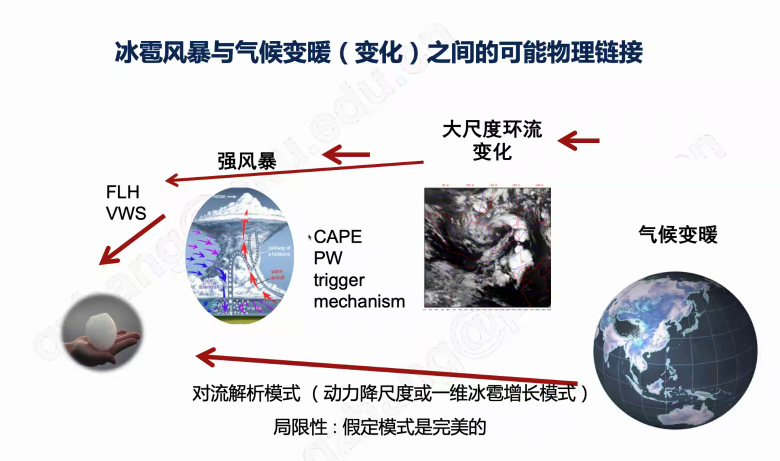 冰雹风暴与气候变暖（变化）之间的可能物理链接
大尺度环流
变化
强风暴
FLH
VWS
CAPE
PW
trigger
mechanism
气候变暖
对流解析模式 （动力降尺度或一维冰雹增长模式）
局限性：假定模式是完美的